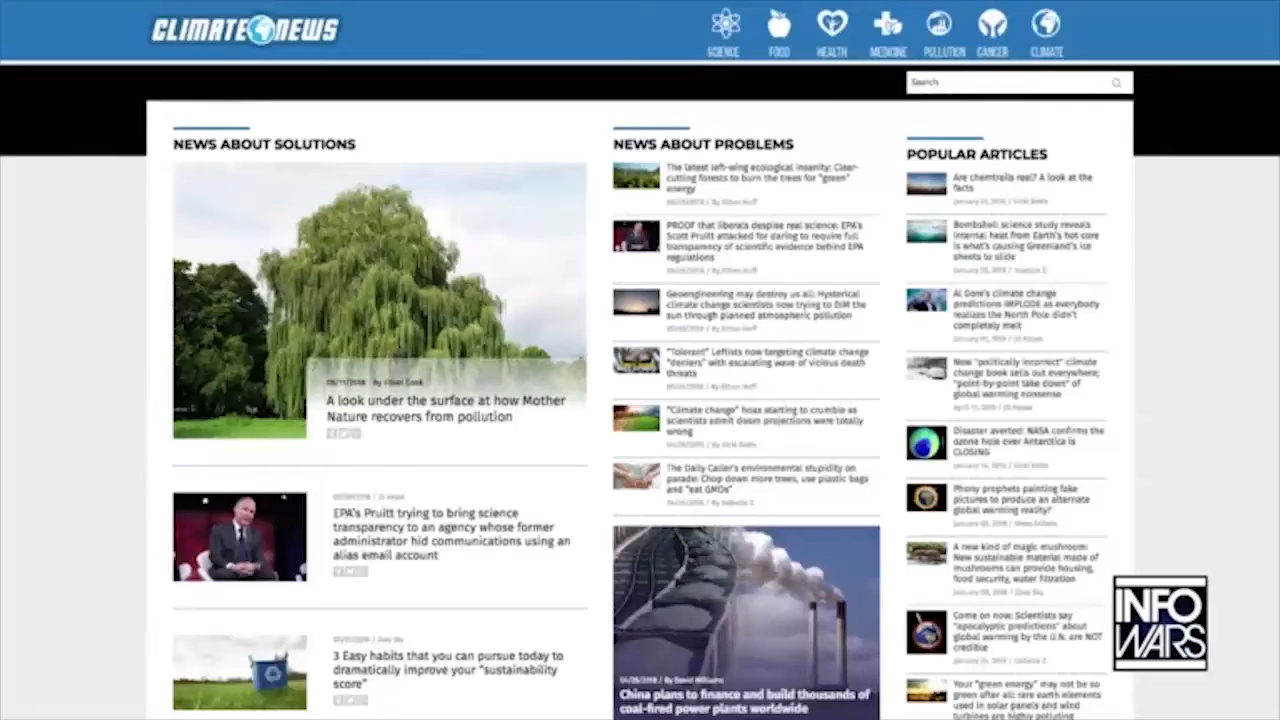 CLIMATE NEWS
SCIENCE
FOOD
HEALTH
MEDICINE
POLLUTION
CANCER
CLIMATE
Search
NEWS ABOUT SOLUTIONS
A look under the surface at how Mother
Nature recovers from pollution
EPA's Pruitt trying to bring science
transparency to an agency whose former
administrator hid communications using an
alias email account
3 Easy habits that you can pursue today to
dramatically improve your "sustainability
score"
NEWS ABOUT PROBLEMS
The latest left-wing ecological insanity: Clear-
cutting forests to burn the trees for "green"
energy
PROOF that liberals despise real science: EPA's
Scott Pruitt attacked for daring to require full
transparency of scientific evidence behind EPA
regulations
Geoengineering may destroy us all: Hysterical
climate change scientists now trying to DIM the
sun through planned atmospheric pollution
"Tolerant" Leftists now targeting climate change
"deniers" with escalating wave of vicious death
threats
"Climate change" hoax starting to crumble as
scientists admit doom projections were totally
wrong
The Daily Caller's environmental stupidity on
parade: Chop down more trees, use plastic bags
and "eat GMOs"
By David Williams
China plans to finance and build thousands of
coal-fired power plants worldwide
POPULAR ARTICLES
Are chemtrails real? A look at the
facts
Bombshell science study reveals
internal heat from Earth's hot core
is what's causing Greenland's ice
sheets to slide
Al Gore's climate change
predictions IMPLODE as everybody
realizes the North Pole didn't
completely melt
New "politically incorrect" climate
change book sells out everywhere;
"point-by-point take down" of
global warming nonsense
Disaster averted: NASA confirms the
ozone hole over Antarctica is
CLOSING
Phony prophets painting fake
pictures to produce an alternate
global warming reality?
A new kind of magic mushroom:
New sustainable material made of
mushrooms can provide housing,
food security, water filtration
Come on now: Scientists say
"apocalyptic predictions" about
global warming by the U.N. are NOT
credible
Your "green energy" may not be so
green after all: rare earth elements
used in solar panels and wind
turbines are highly polluting
INFO
WARS